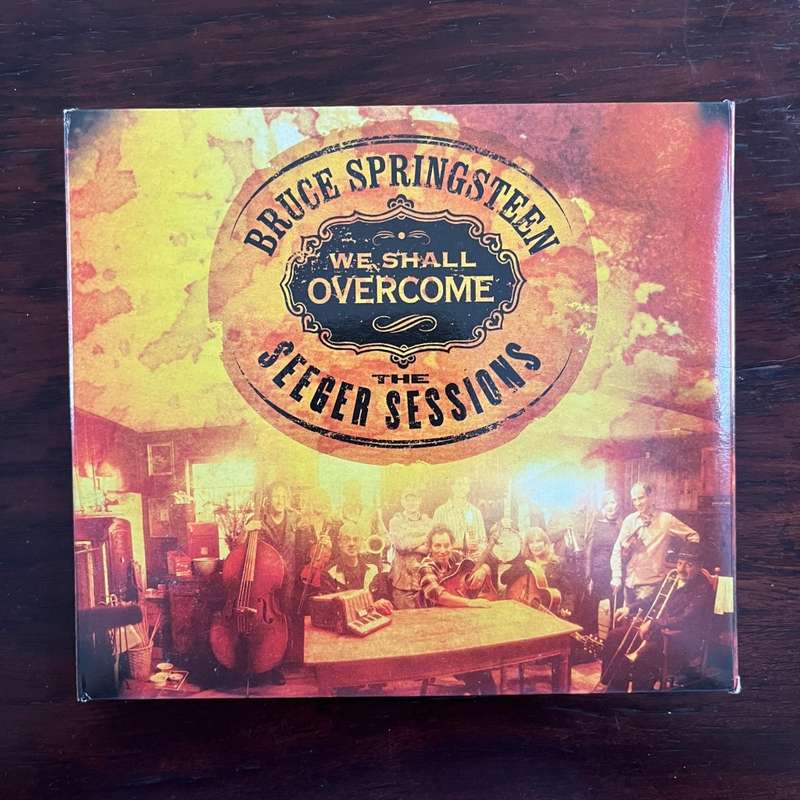 BRUCE SPRINGSTEEN
WE SHALL
OVERCOME
THE
SEEGER SESSIONS